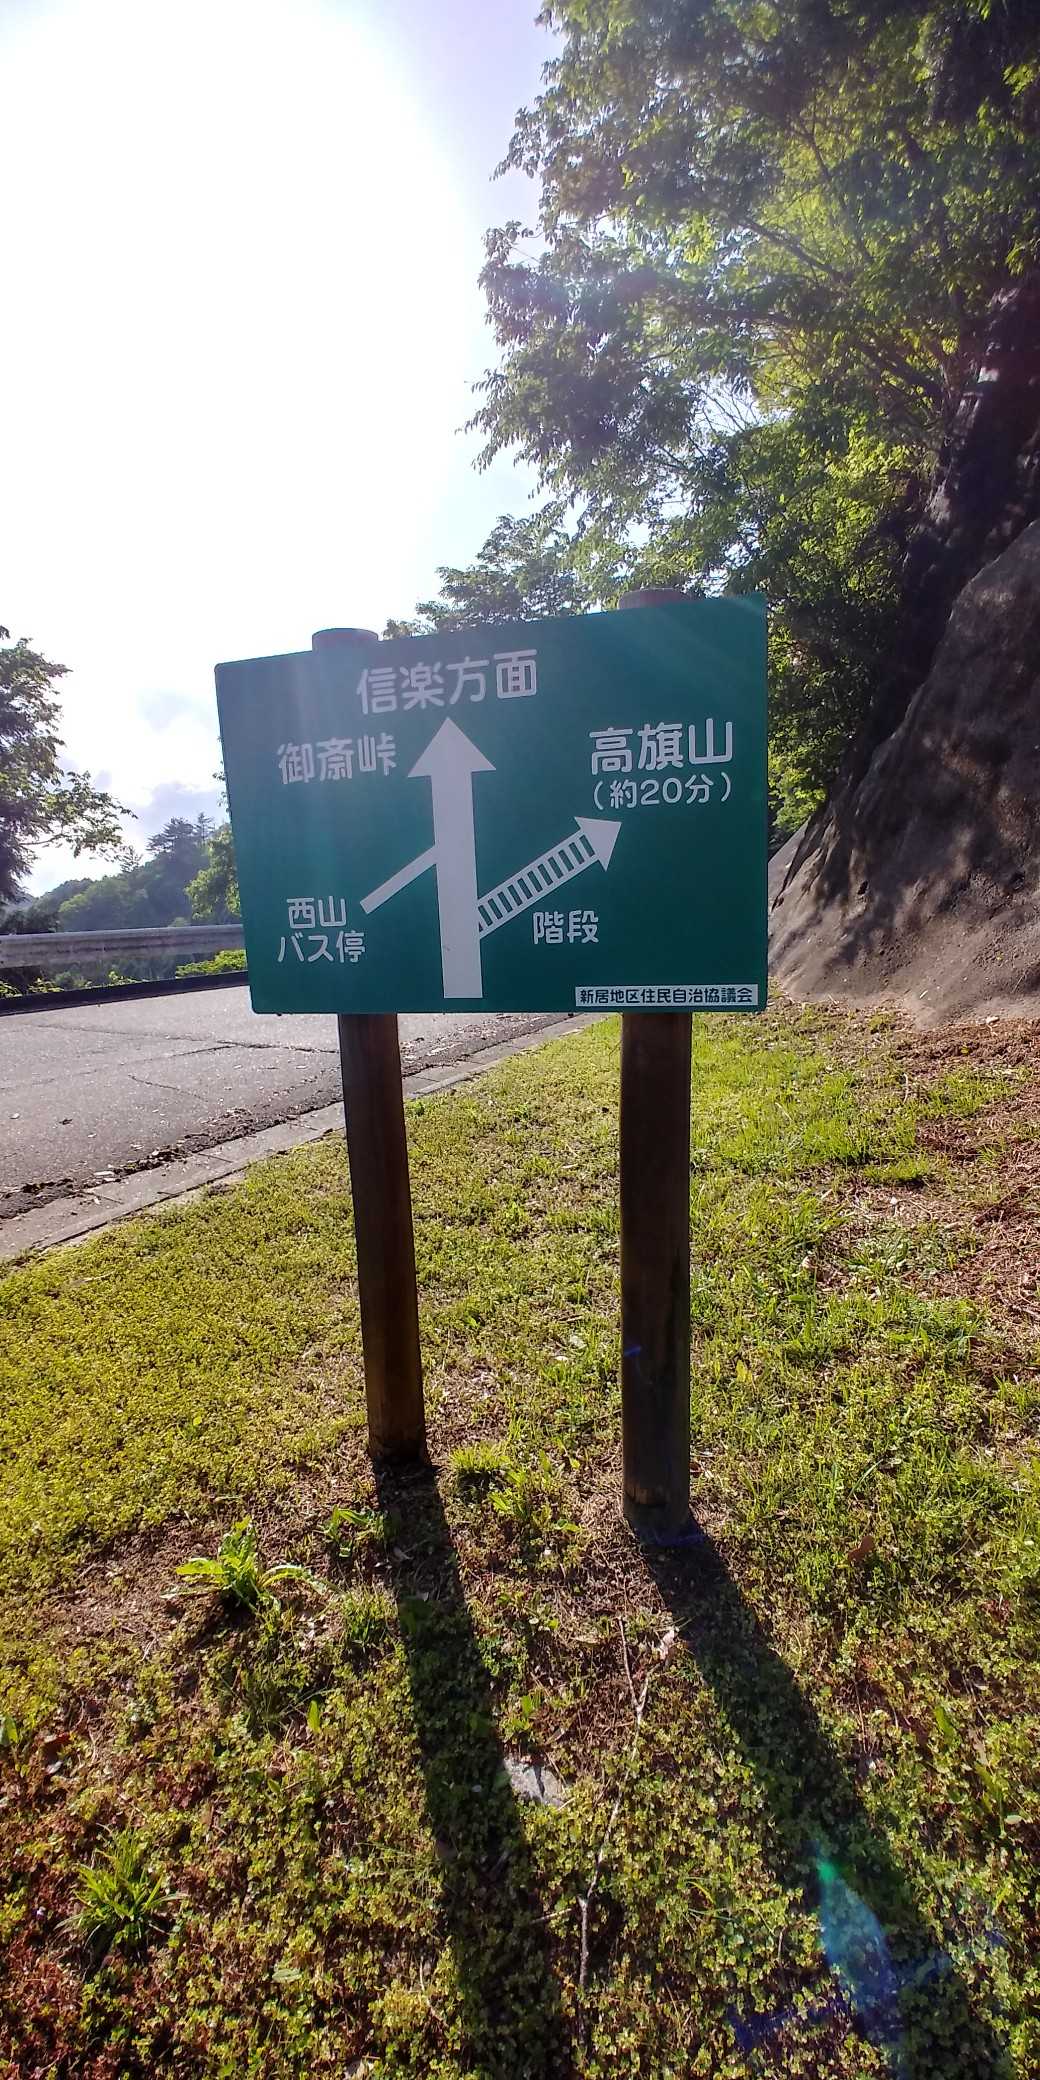 信楽方面
御斎峠
高旗山
(約20分)
西山
バス停
階段
新居地区住民自治協議会